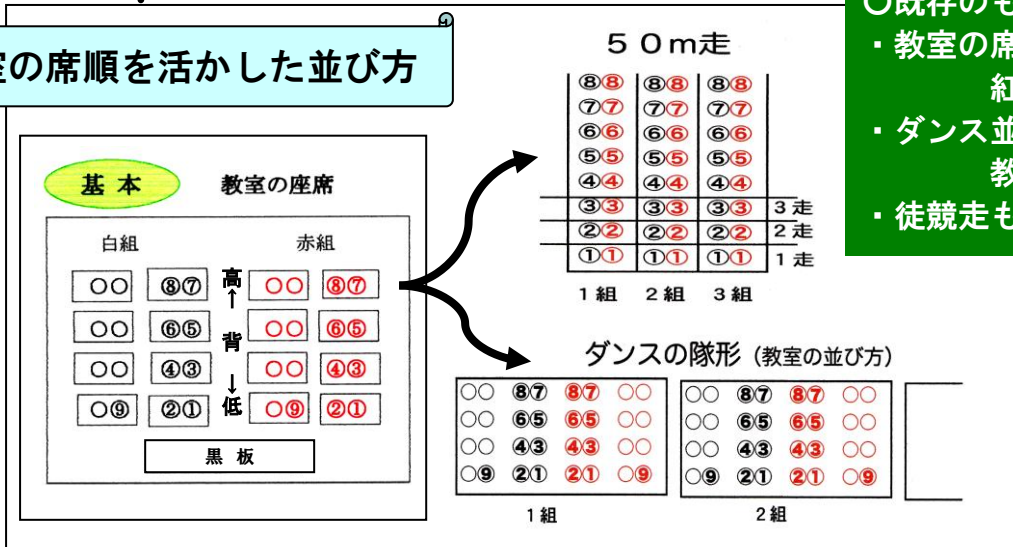 室の席順を活かした並び方
〇既存のも
・教室の席
紅
・ダンス並
教
・徒競走も
基本
教室の座席
白組 赤組
〇〇 ⑧⑦ 高 〇〇 ⑧⑦
↑
〇〇 ⑥⑤ 背 〇〇 ⑥⑤
〇〇 ④③ 〇〇 ④③
↓
〇⑨ ②① 低 〇⑨ ②①
黒板
50m走
⑧⑧ ⑧⑧ ⑧⑧
⑦⑦ ⑦⑦ ⑦⑦
⑥⑥ ⑥⑥ ⑥⑥
⑤⑤ ⑤⑤ ⑤⑤
④④ ④④ ④④
③③ ③③ ③③ 3走
②② ②② ②② 2走
①① ①① ①① 1走
1組 2組 3組
ダンスの隊形(教室の並び方)
〇〇 ⑧⑦ ⑧⑦ 〇〇 〇〇 ⑧⑦ ⑧⑦ 〇〇
〇〇 ⑥⑤ ⑥⑤ 〇〇 〇〇 ⑥⑤ ⑥⑤ 〇〇
〇〇 ④③ ④③ 〇〇 〇〇 ④③ ④③ 〇〇
〇⑨ ②① ②① 〇⑨ 〇⑨ ②① ②① 〇⑨
1組 2組